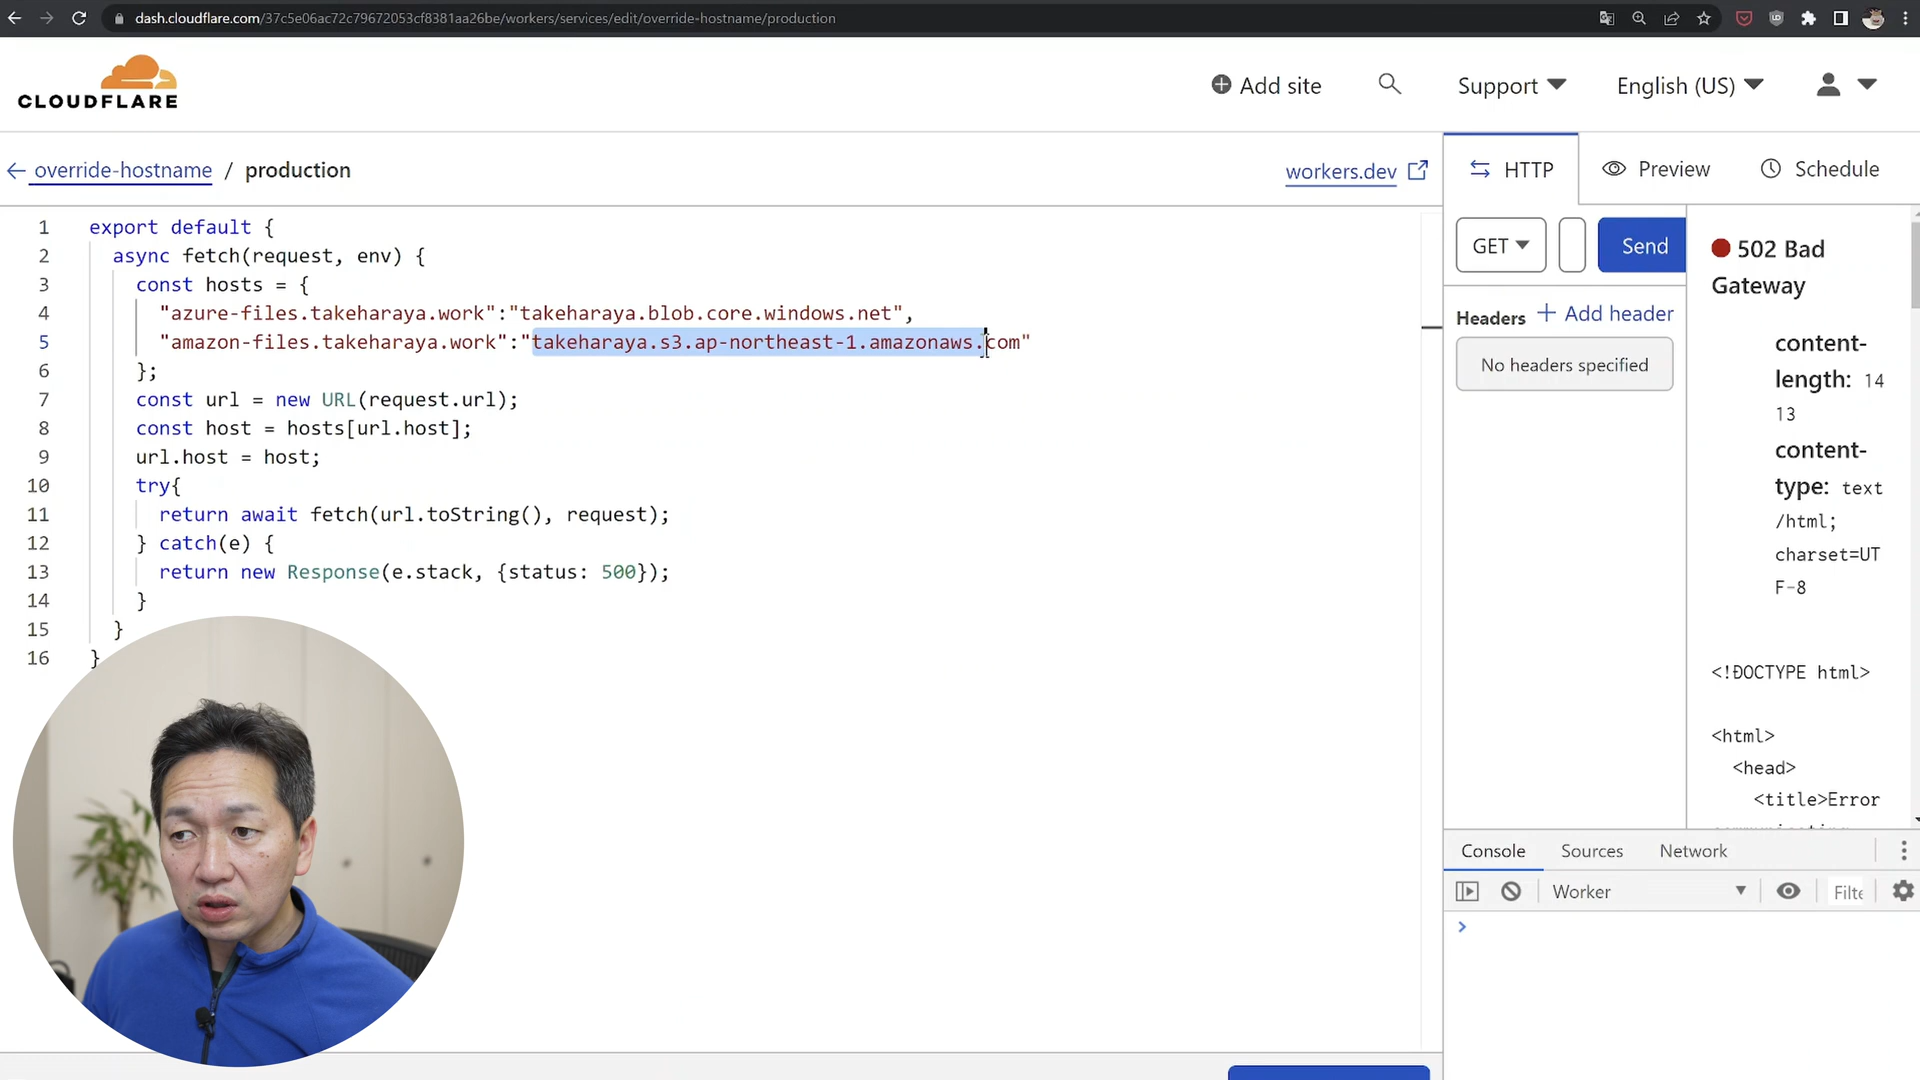 dash.cloudflare.com/37c5e06ac72c79672053cf8381aa26be/workers/services/edit/override-hostname/production
CLOUDFLARE
Add site
Support
English (US)
override-hostname / production
workers.dev
HTTP
Preview
Schedule
1 export default {
2 async fetch(request, env) {
3 const hosts = {
4 "azure-files.takeharaya.work":"takeharaya.blob.core.windows.net",
5 "amazon-files.takeharaya.work":"takeharaya.s3.ap-northeast-1.amazonaws.com"
6 };
7 const url = new URL(request.url);
8 const host = hosts[url.host];
9 url.host = host;
10 try{
11 return await fetch(url.toString(), request);
12 } catch(e) {
13 return new Response(e.stack, {status: 500});
14 }
15 }
16 }
GET
Send
Headers
+ Add header
No headers specified
502 Bad
Gateway
content-
length: 14
13
content-
type: text
/html;
charset=UT
F-8
<!DOCTYPE html>
<html>
<head>
<title>Error
Console
Sources
Network
Worker
Filte